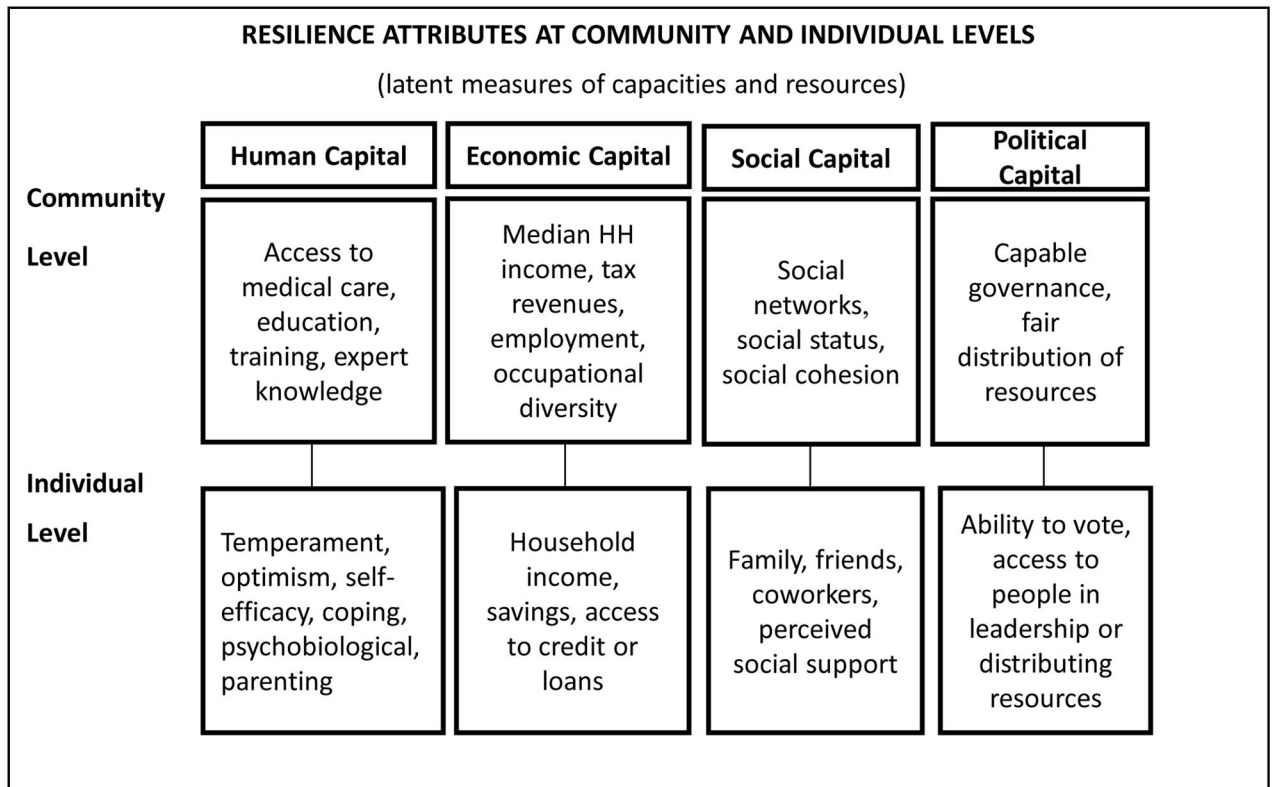 RESILIENCE ATTRIBUTES AT COMMUNITY AND INDIVIDUAL LEVELS
(latent measures of capacities and resources)
Human Capital
Economic Capital
Social Capital
Political
Capital
Community
Level
Access to
medical care,
education,
training, expert
knowledge
Median HH
income, tax
revenues,
employment,
occupational
diversity
Social
networks,
social status,
social cohesion
Capable
governance,
fair
distribution of
resources
Individual
Level
Temperament,
optimism, self-
efficacy, coping,
psychobiological,
parenting
Household
income,
savings, access
to credit or
loans
Family, friends,
coworkers,
perceived
social support
Ability to vote,
access to
people in
leadership or
distributing
resources